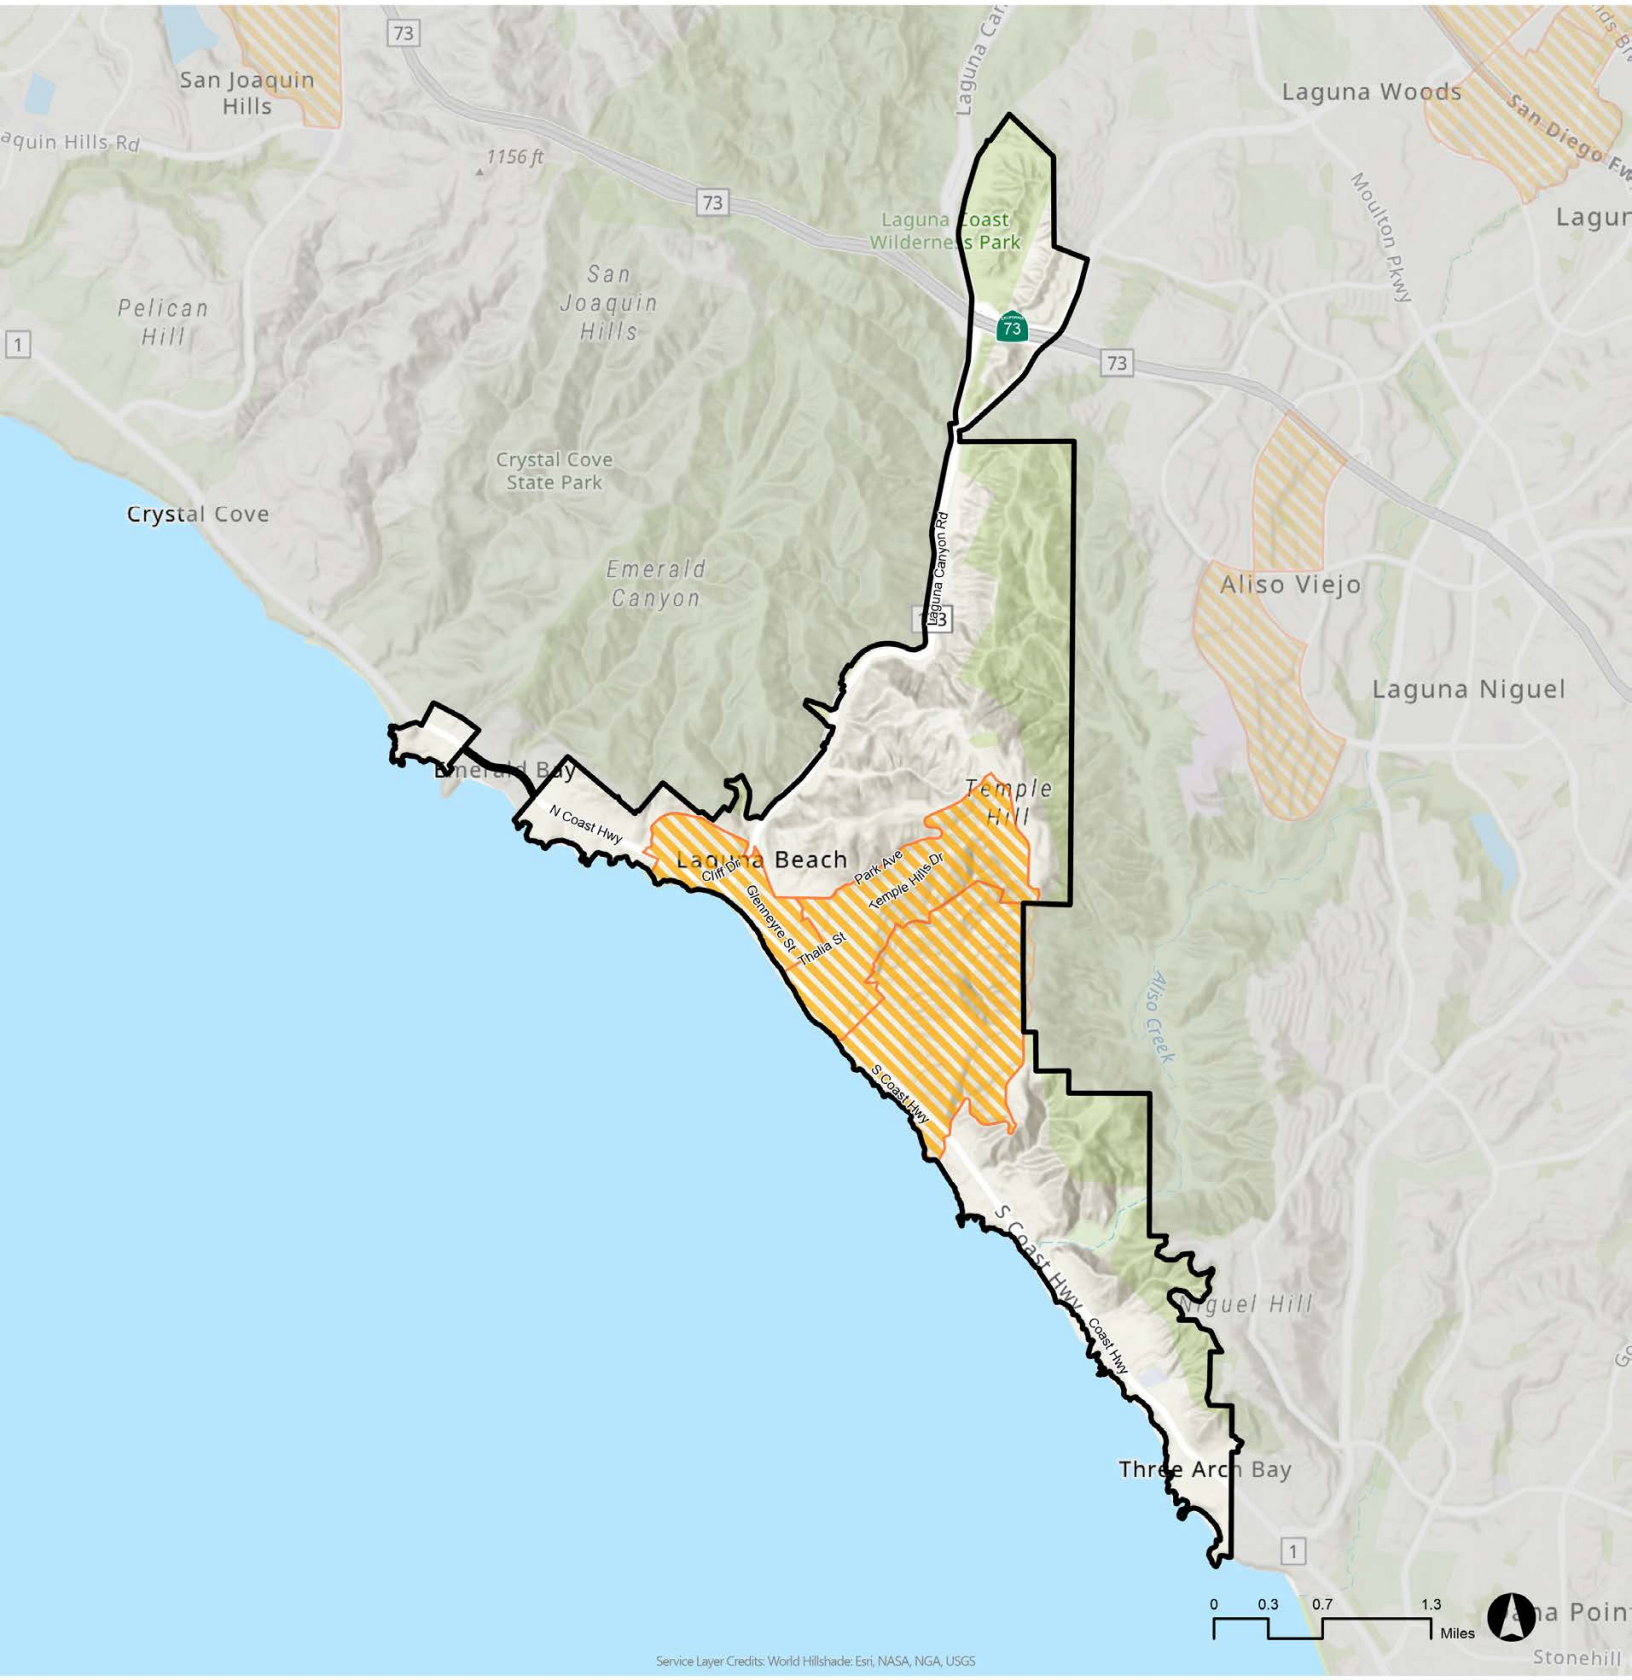 73
San Joaquin
Hills
aquin Hills Rd
1156 ft
Laguna Woods
San Diego Fw
Moulton Pkwy
Lagun
73
Laguna Coast
Wilderness Park
San
Joaquin
Hills
Pelican
Hill
1
73
73
Crystal Cove
State Park
Crystal Cove
Emerald
Canyon
Laguna Canyon Rd
Aliso Viejo
Laguna Niguel
Emerald Bay
N Coast Hwy
Temple
Hill
Laguna Beach
Cliff Dr
Park Ave
Temple Hills Dr
Glenneyre St
Thalia St
Aliso Creek
S Coast Hwy
S Coast Hwy
Niguel Hill
Coast Hwy
Three Arch Bay
1
0 0.3 0.7 1.3
Miles
Dana Poin
Stonehill
Service Layer Credits: World Hillshade: Esri, NASA, NGA, USGS